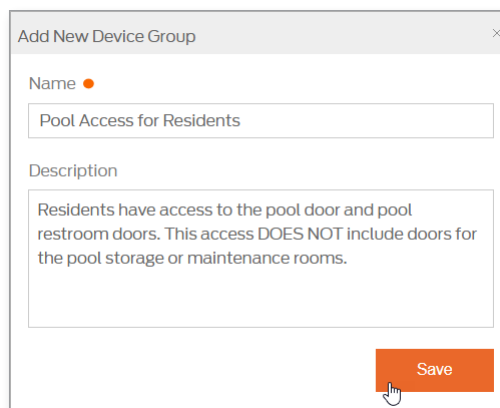 Add New Device Group
Name
Pool Access for Residents
Description
Residents have access to the pool door and pool
restroom doors. This access DOES NOT include doors for
the pool storage or maintenance rooms.
Save